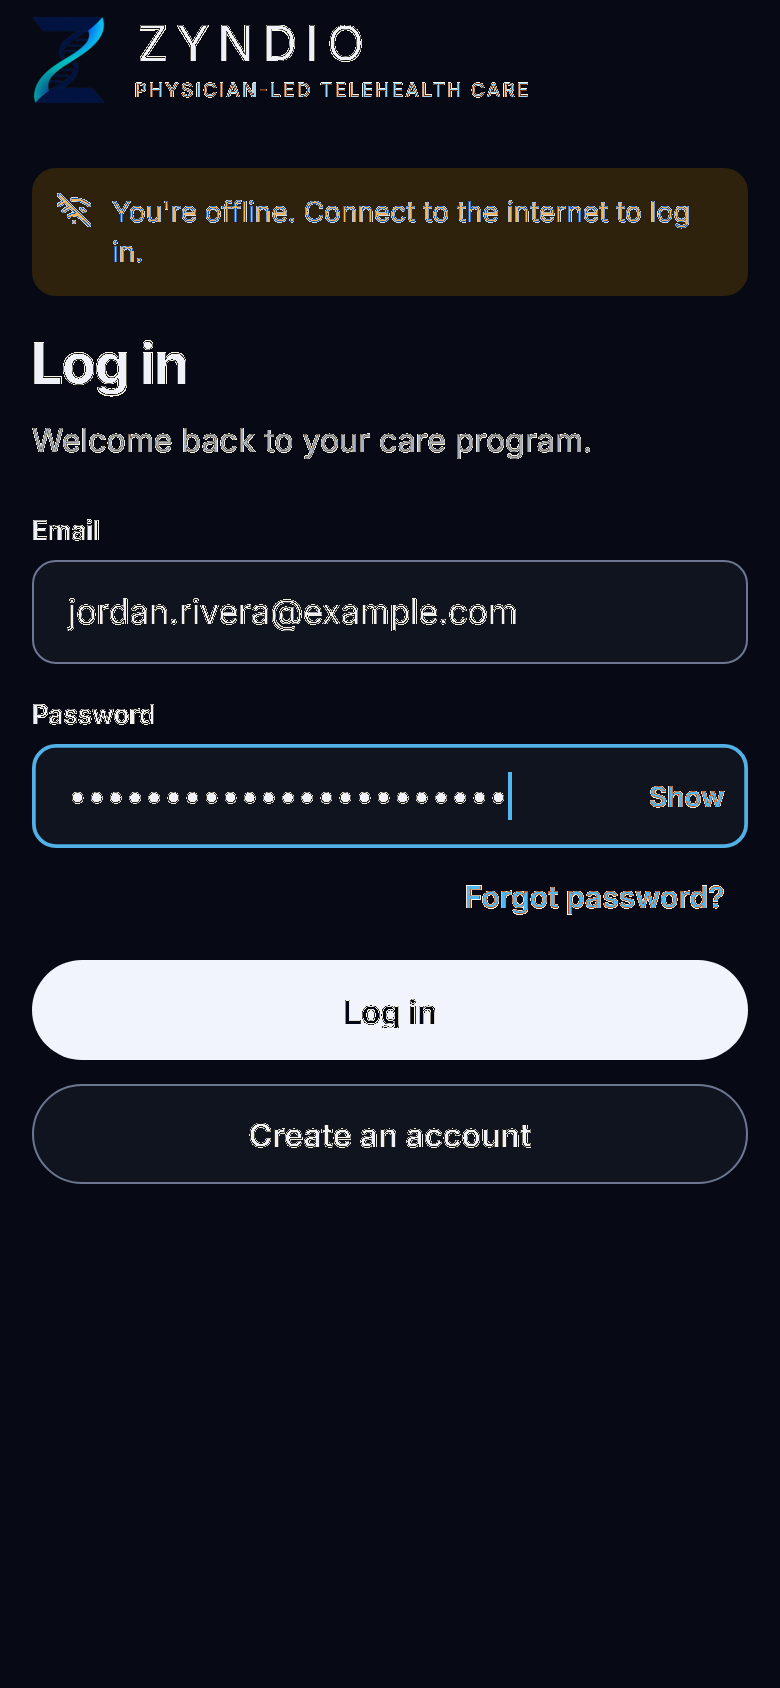 ZYNDIO
PHYSICIAN-LED TELEHEALTH CARE
You're offline. Connect to the internet to log
in.
Log in
Welcome back to your care program.
Email
jordan.rivera@example.com
Password
•••••••••••••••••••••••
Show
Forgot password?
Log in
Create an account